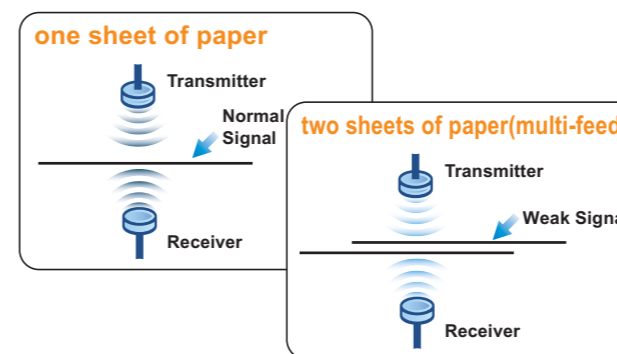 one sheet of paper
Transmitter
Normal
Signal
Receiver
two sheets of paper(multi-feed
Transmitter
Weak Signa
Receiver